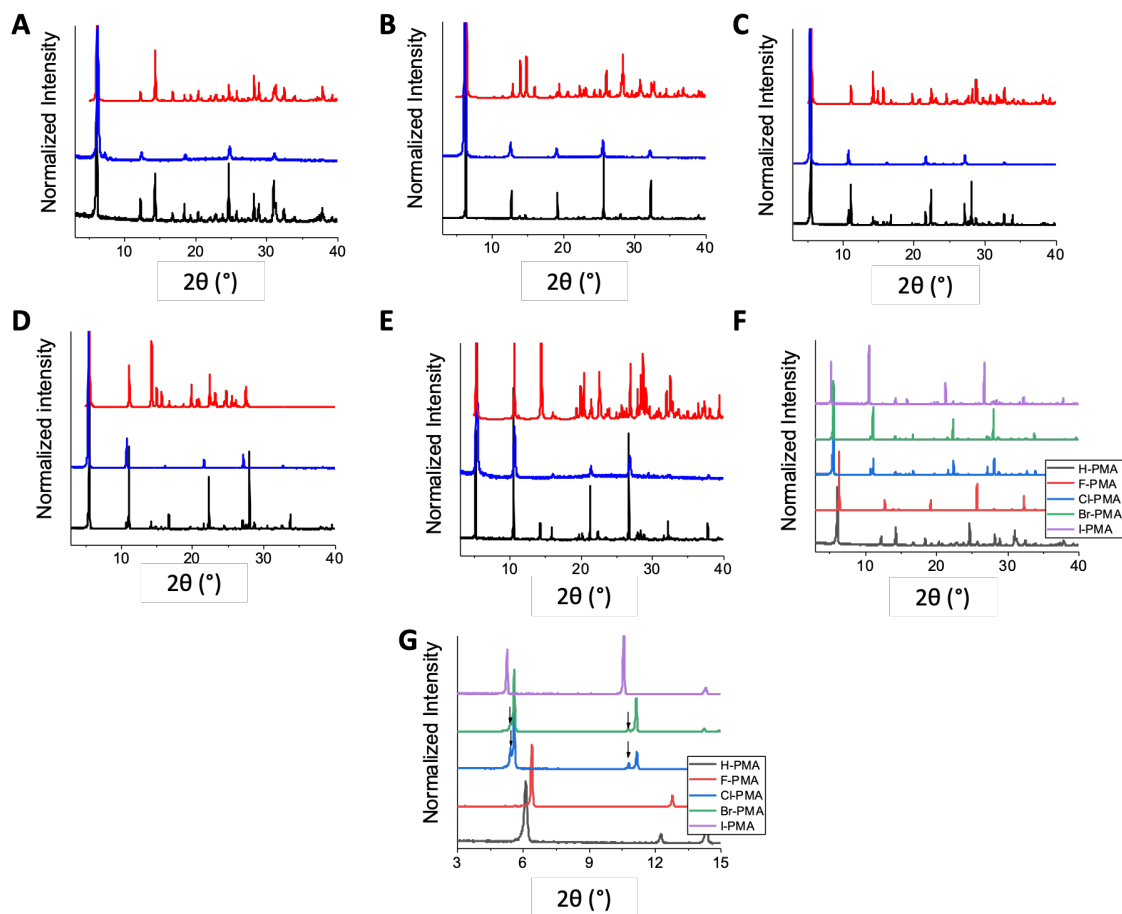 A
Normalized Intensity
10
20
30
40
2θ (°)
B
Normalized Intensity
10
20
30
40
2θ (°)
C
Normalized Intensity
10
20
30
40
2θ (°)
D
Normalized intensity
10
20
30
40
2θ (°)
E
Normalized Intensity
10
20
30
40
2θ (°)
F
Normalized Intensity
H-PMA
F-PMA
Cl-PMA
Br-PMA
I-PMA
10
20
30
40
2θ (°)
G
Normalized Intensity
H-PMA
F-PMA
Cl-PMA
Br-PMA
I-PMA
3
6
9
12
15
2θ (°)